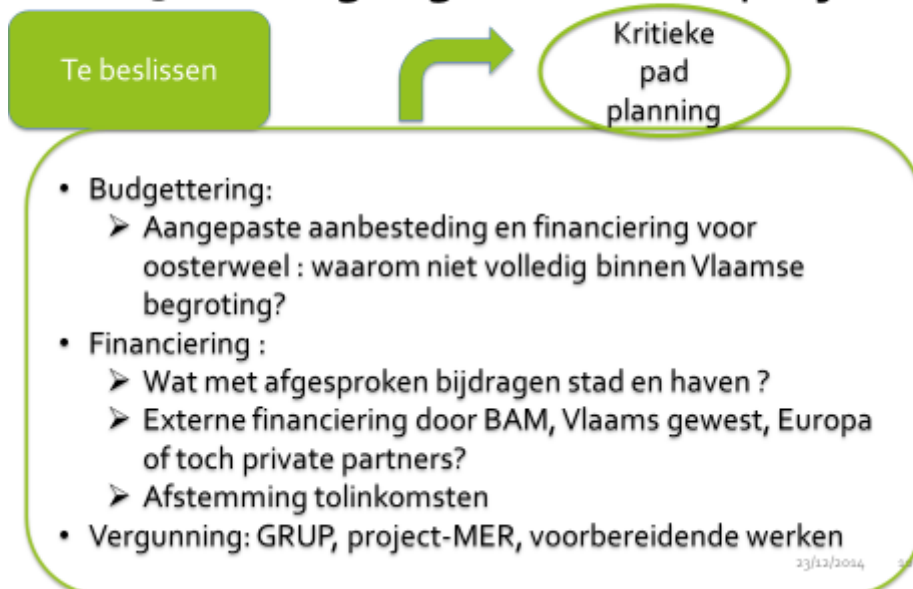 Te beslissen
Kritieke
pad
planning
• Budgettering:
➢ Aangepaste aanbesteding en financiering voor
oosterweel : waarom niet volledig binnen Vlaamse
begroting?
• Financiering :
➢ Wat met afgesproken bijdragen stad en haven ?
➢ Externe financiering door BAM, Vlaams gewest, Europa
of toch private partners?
➢ Afstemming tolinkomsten
• Vergunning: GRUP, project-MER, voorbereidende werken
23/12/2014